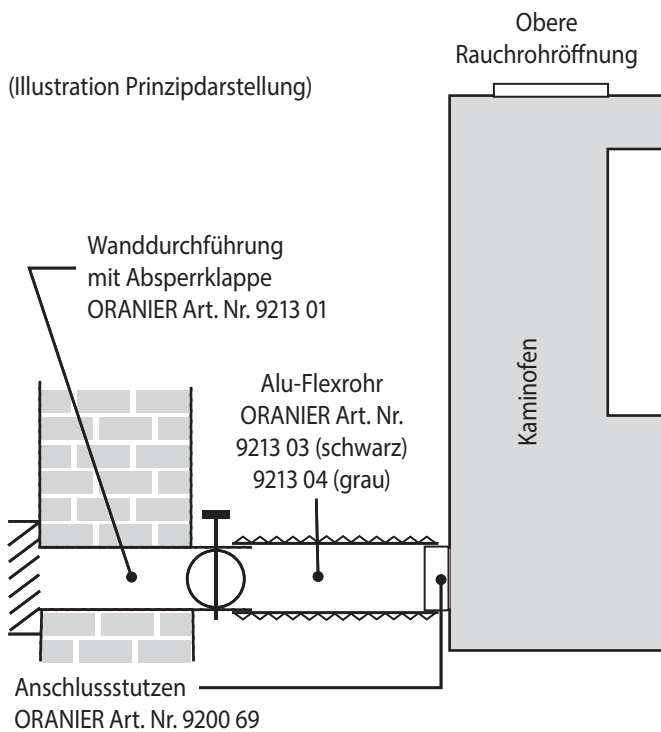 Obere
Rauchrohröffnung
(Illustration Prinzipdarstellung)
Wanddurchführung
mit Absperrklappe
ORANIER Art. Nr. 9213 01
Alu-Flexrohr
ORANIER Art. Nr.
9213 03 (schwarz)
9213 04 (grau)
Kaminofen
Anschlussstutzen
ORANIER Art. Nr. 9200 69